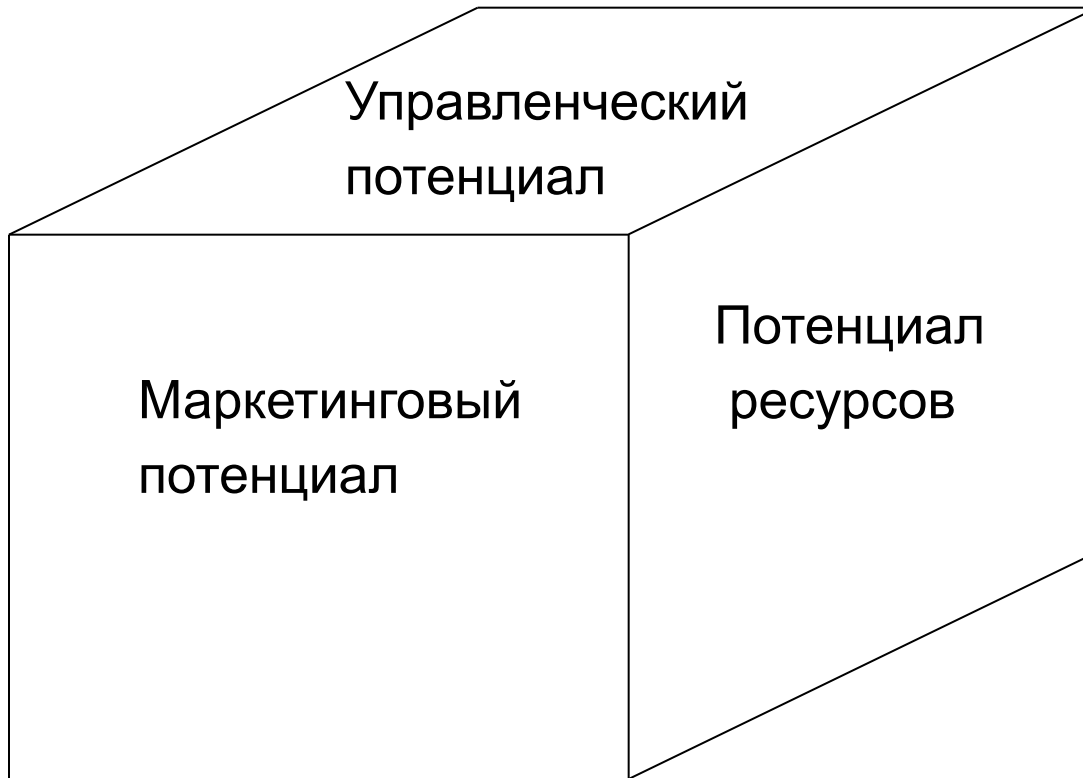 Управленческий
потенциал
Потенциал
ресурсов
Маркетинговый
потенциал